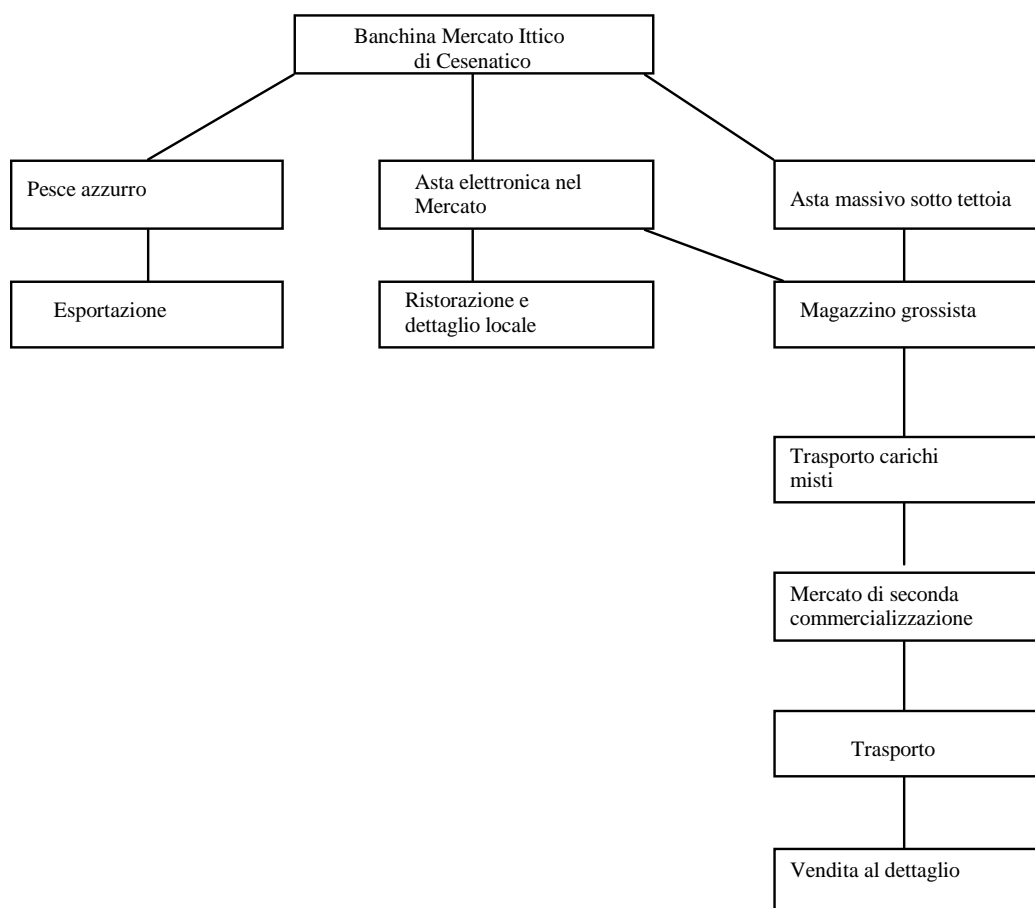 Banchina Mercato Ittico
di Cesenatico
Pesce azzurro
Asta elettronica nel
Mercato
Asta massivo sotto tettoia
Esportazione
Ristorazione e
dettaglio locale
Magazzino grossista
Trasporto carichi
misti
Mercato di seconda
commercializzazione
Trasporto
Vendita al dettaglio